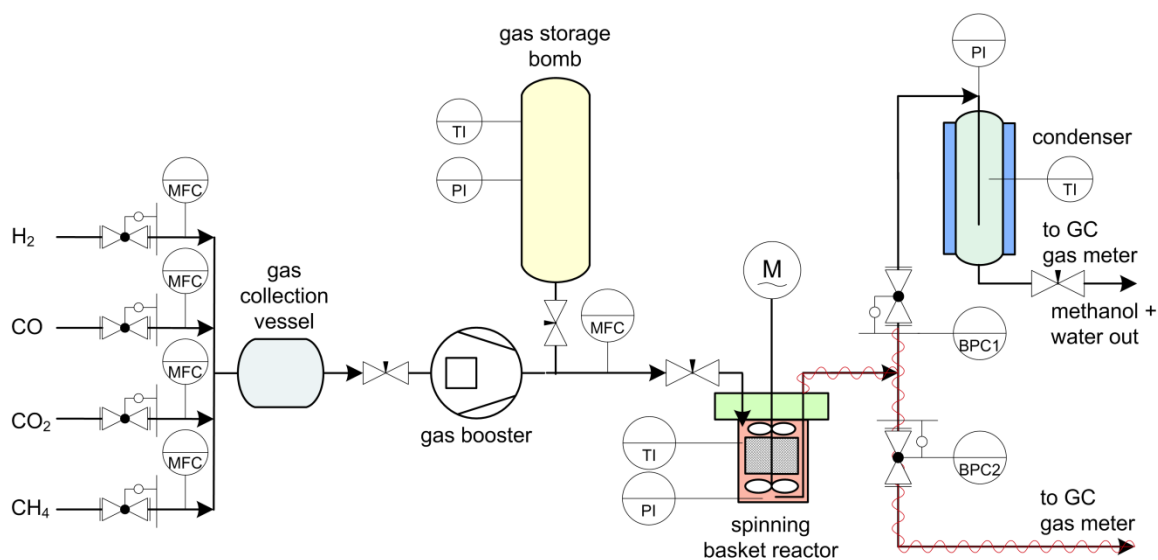 gas storage
bomb
PI
TI
PI
condenser
TI
MFC
H2
MFC
CO
MFC
CO2
MFC
CH4
gas
collection
vessel
gas booster
MFC
M
to GC
gas meter
methanol +
water out
BPC1
BPC2
TI
PI
spinning
basket reactor
to GC
gas meter